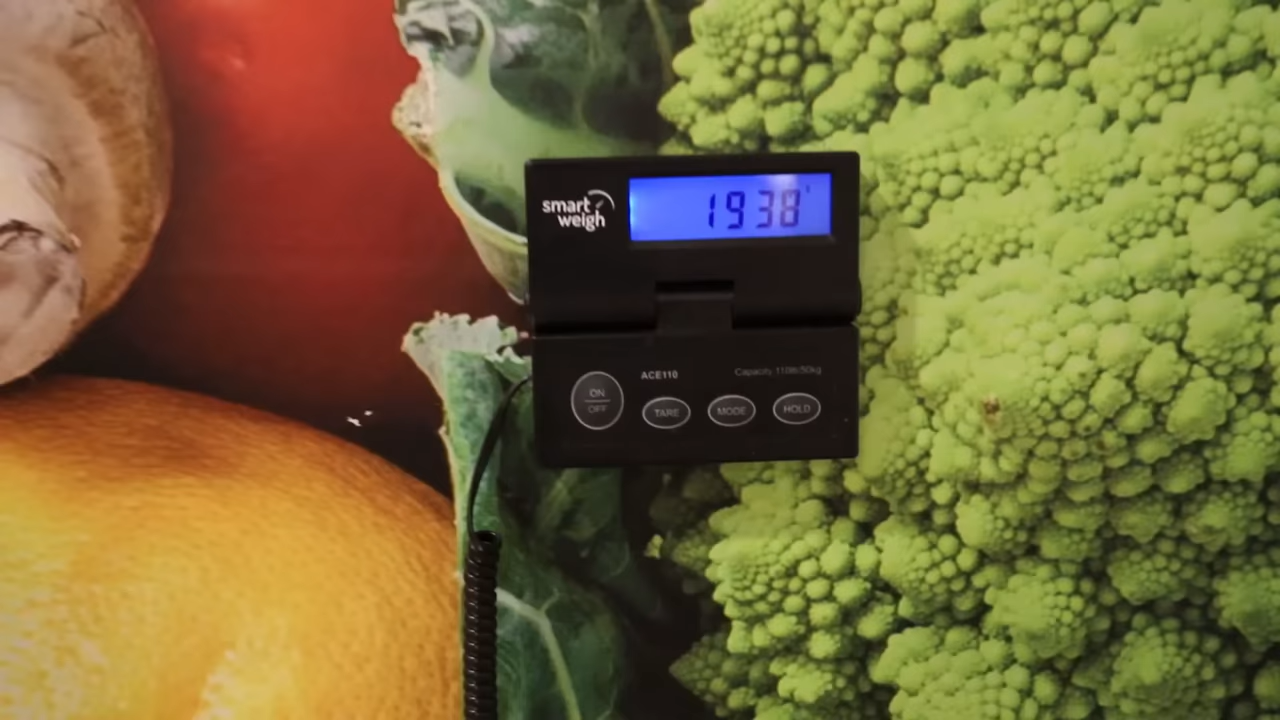 smart
weigh
1938
ACE110
Capacity 110lb/50kg
ON
OFF
TARE
MODE
HOLD